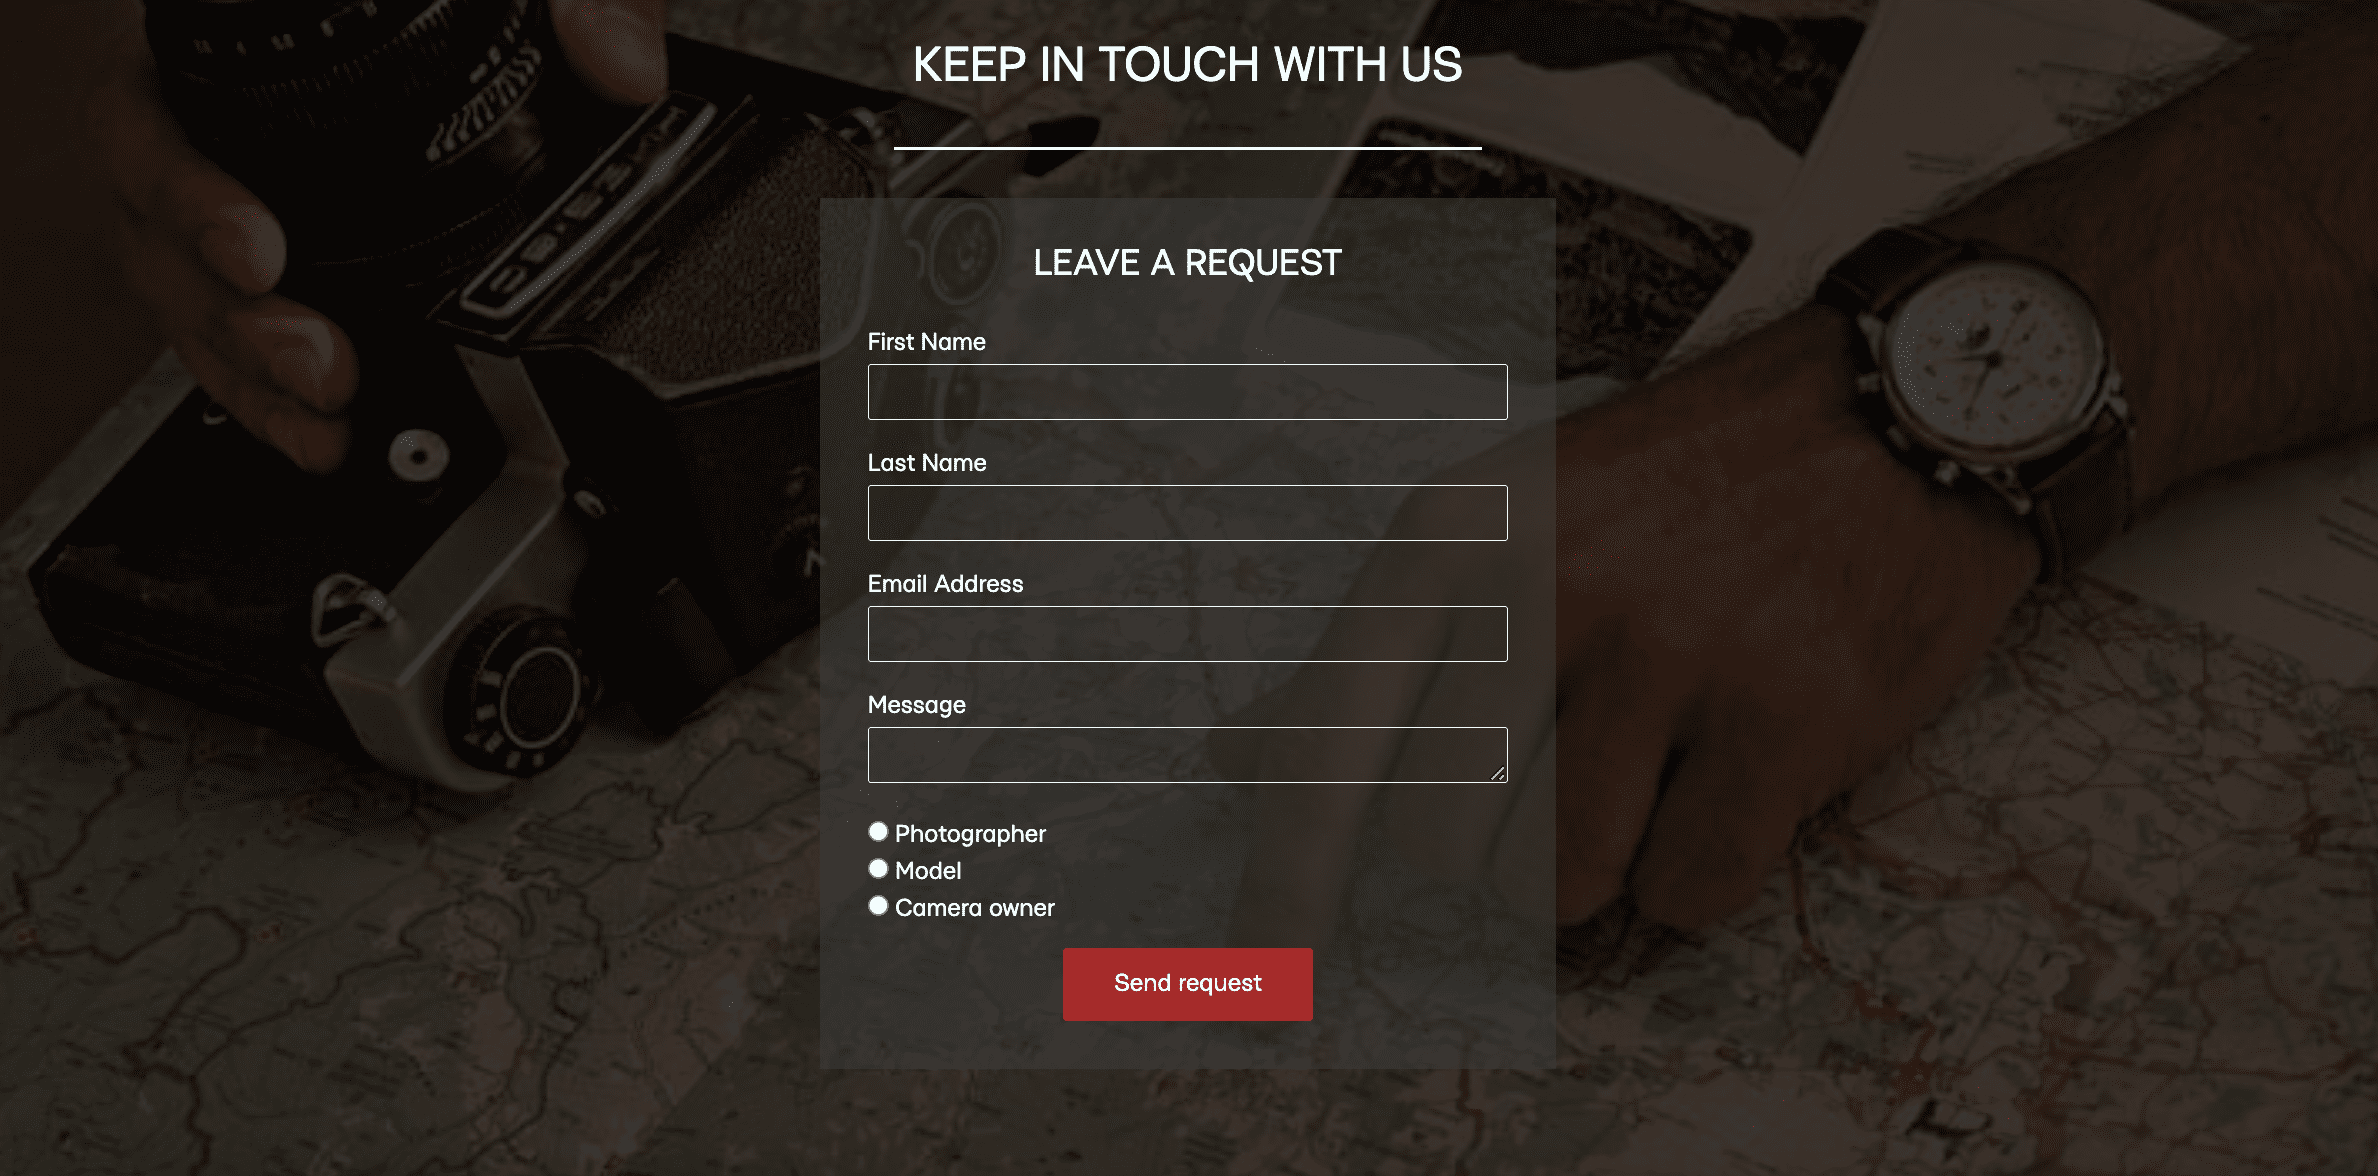 KEEP IN TOUCH WITH US
LEAVE A REQUEST
First Name
Last Name
Email Address
Message
Photographer
Model
Camera owner
Send request